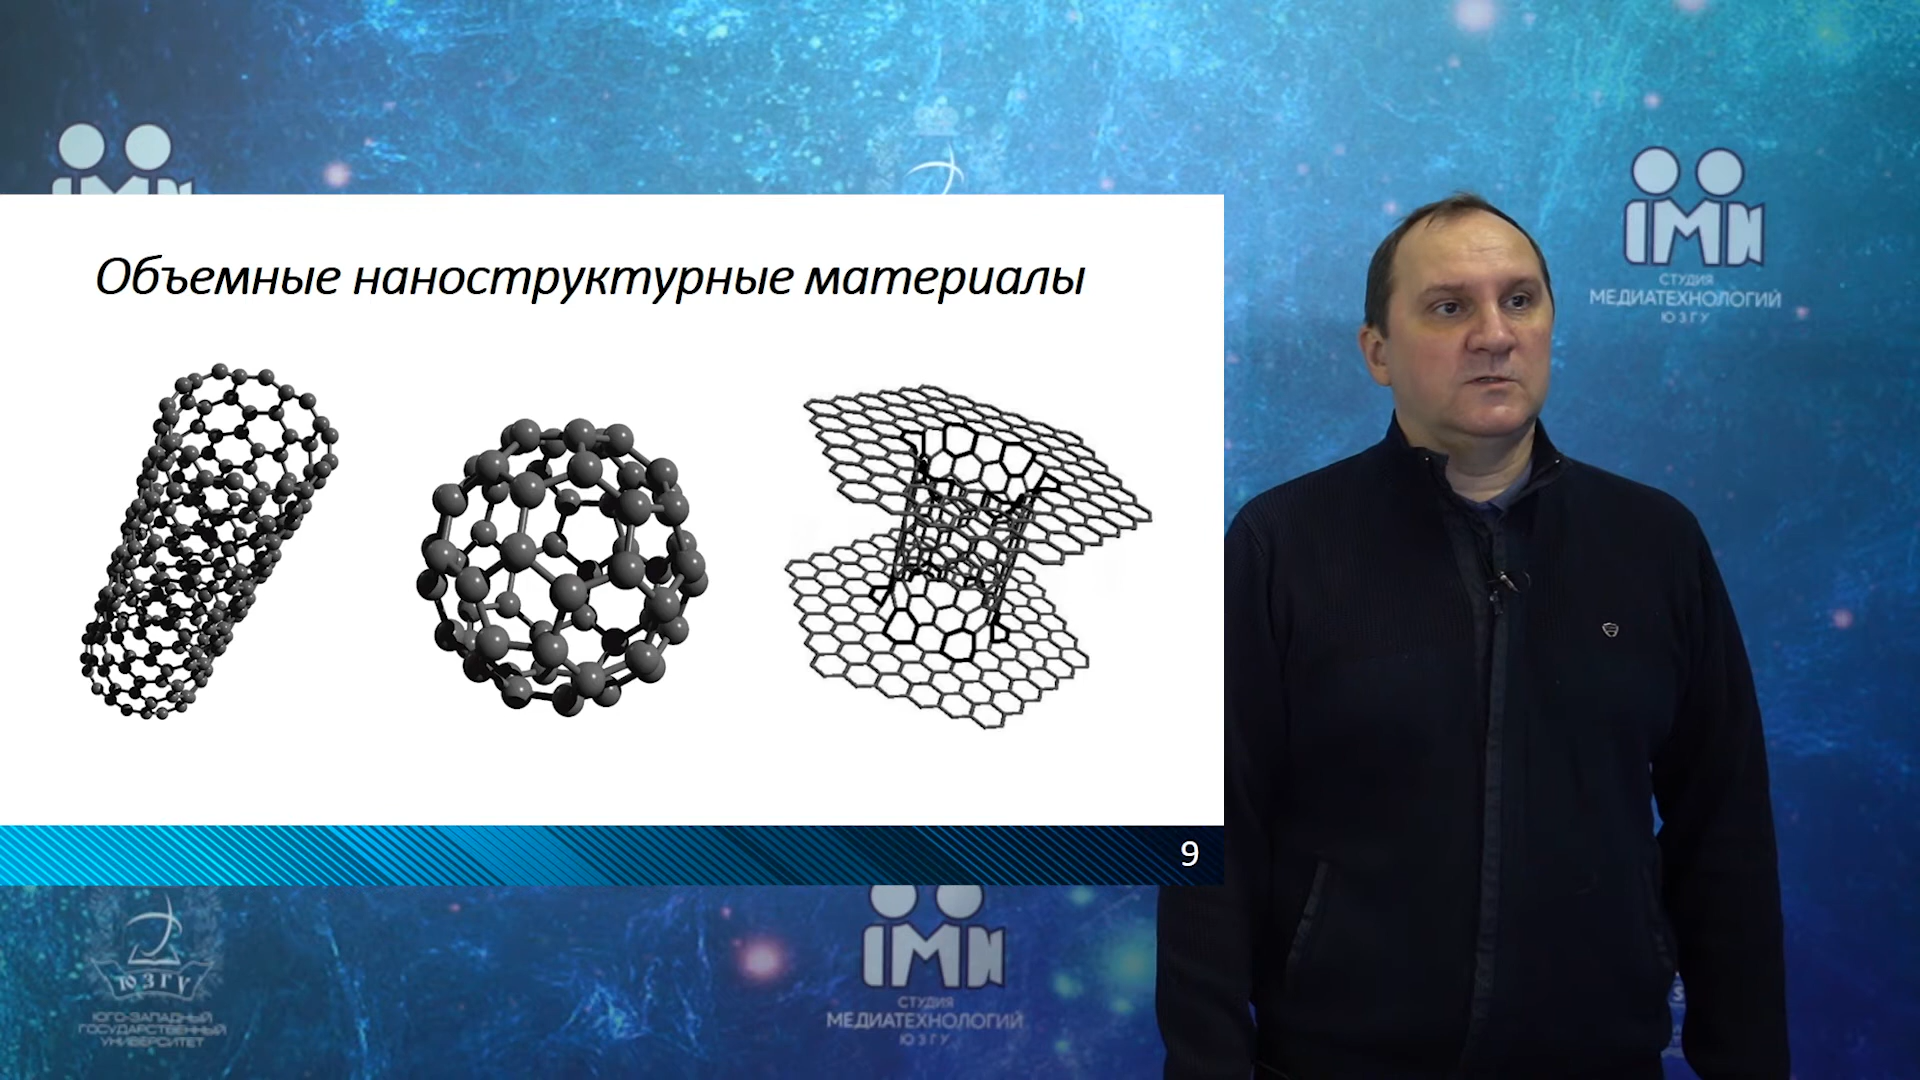 СТУДИЯ
МЕДИАТЕХНОЛОГИЙ
ЮЗГУ
Объемные наноструктурные материалы
9
ЮЗГУ
ЮГО-ЗАПАДНЫЙ
ГОСУДАРСТВЕННЫЙ
УНИВЕРСИТЕТ
СТУДИЯ
МЕДИАТЕХНОЛОГИЙ
ЮЗГУ